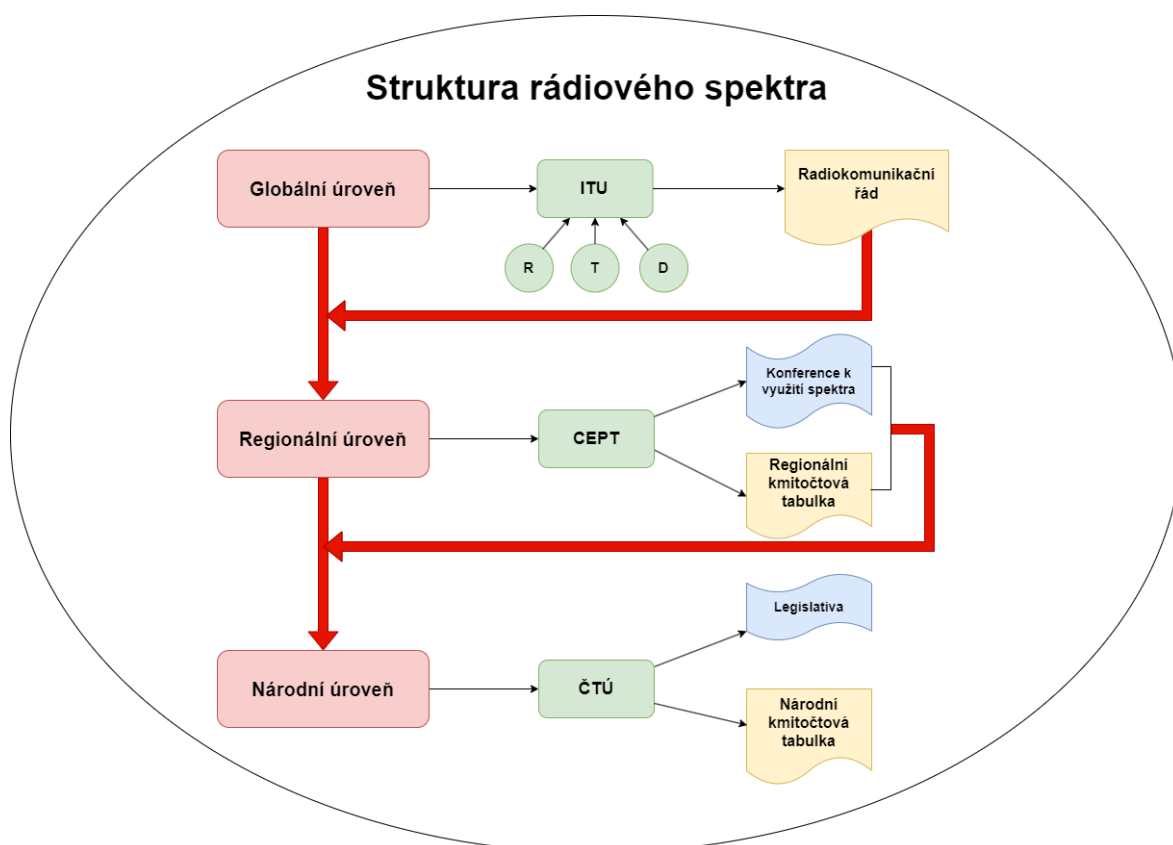 Struktura rádiového spektra
Globální úroveň
ITU
Radiokomunikační
řád
R
T
D
Regionální úroveň
CEPT
Konference k
využití spektra
Regionální
kmitočtová
tabulka
Národní úroveň
ČTÚ
Legislativa
Národní
kmitočtová
tabulka